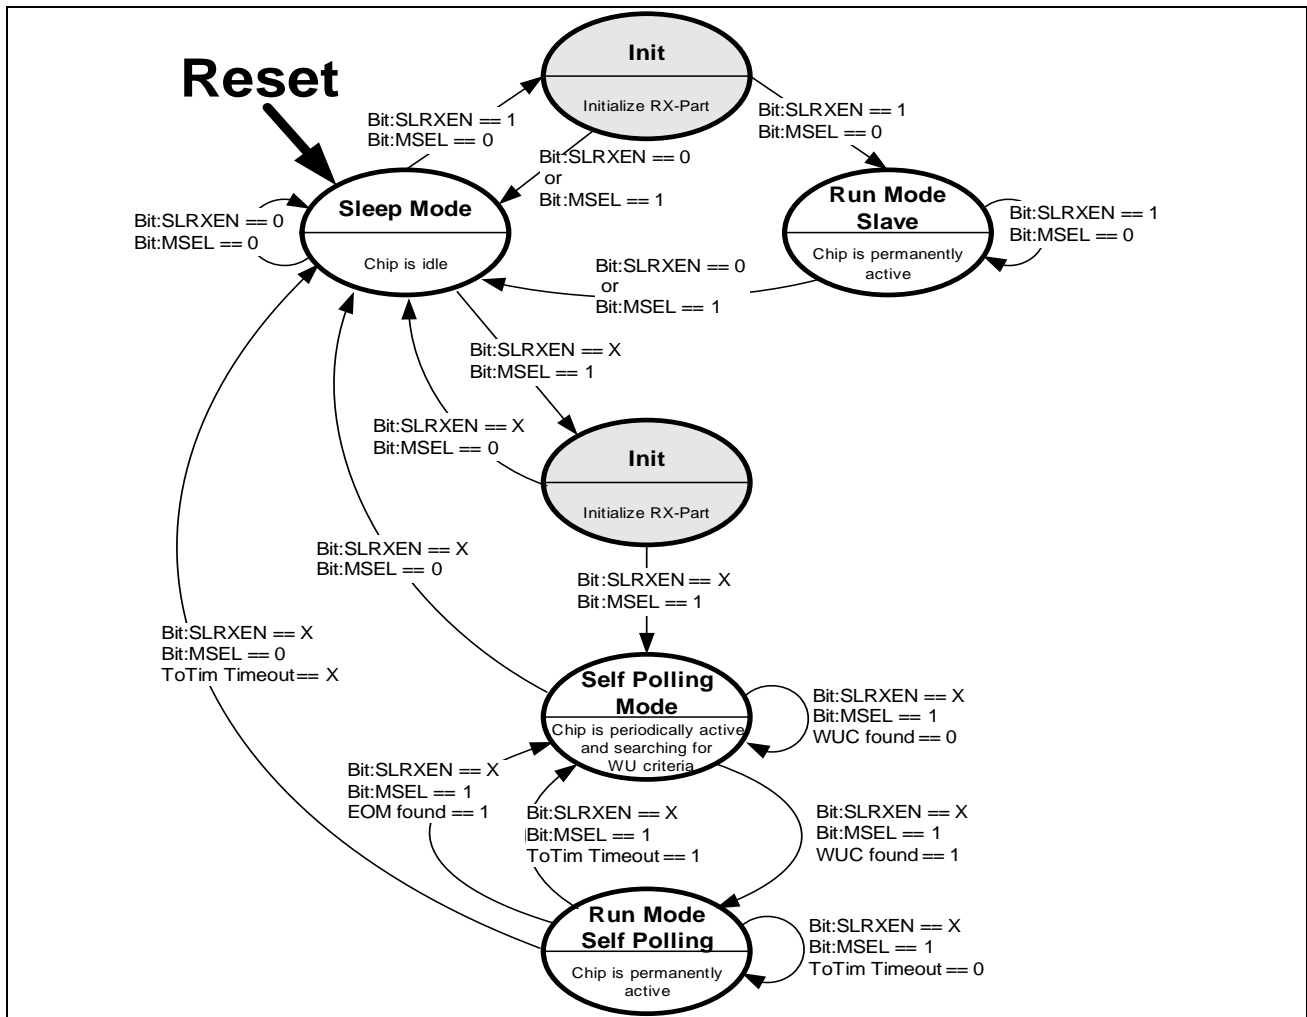 Init
Initialize RX-Part
Reset
Bit:SLRXEN == 1
Bit:MSEL == 0
Bit:SLRXEN == 1
Bit:MSEL == 0
Bit:SLRXEN == 0
or
Bit:MSEL == 1
Sleep Mode
Chip is idle
Bit:SLRXEN == 0
Bit:MSEL == 0
Run Mode
Slave
Chip is permanently
active
Bit:SLRXEN == 1
Bit:MSEL == 0
Bit:SLRXEN == 0
or
Bit:MSEL == 1
Bit:SLRXEN == X
Bit:MSEL == 1
Bit:SLRXEN == X
Bit:MSEL == 0
Init
Initialize RX-Part
Bit:SLRXEN == X
Bit:MSEL == 0
Bit:SLRXEN == X
Bit:MSEL == 1
Bit:SLRXEN == X
Bit:MSEL == 0
ToTim Timeout == X
Self Polling
Mode
Chip is periodically active
and searching for
WU criteria
Bit:SLRXEN == X
Bit:MSEL == 1
WUC found == 0
Bit:SLRXEN == X
Bit:MSEL == 1
EOM found == 1
Bit:SLRXEN == X
Bit:MSEL == 1
ToTim Timeout == 1
Bit:SLRXEN == X
Bit:MSEL == 1
WUC found == 1
Run Mode
Self Polling
Chip is permanently
active
Bit:SLRXEN == X
Bit:MSEL == 1
ToTim Timeout == 0